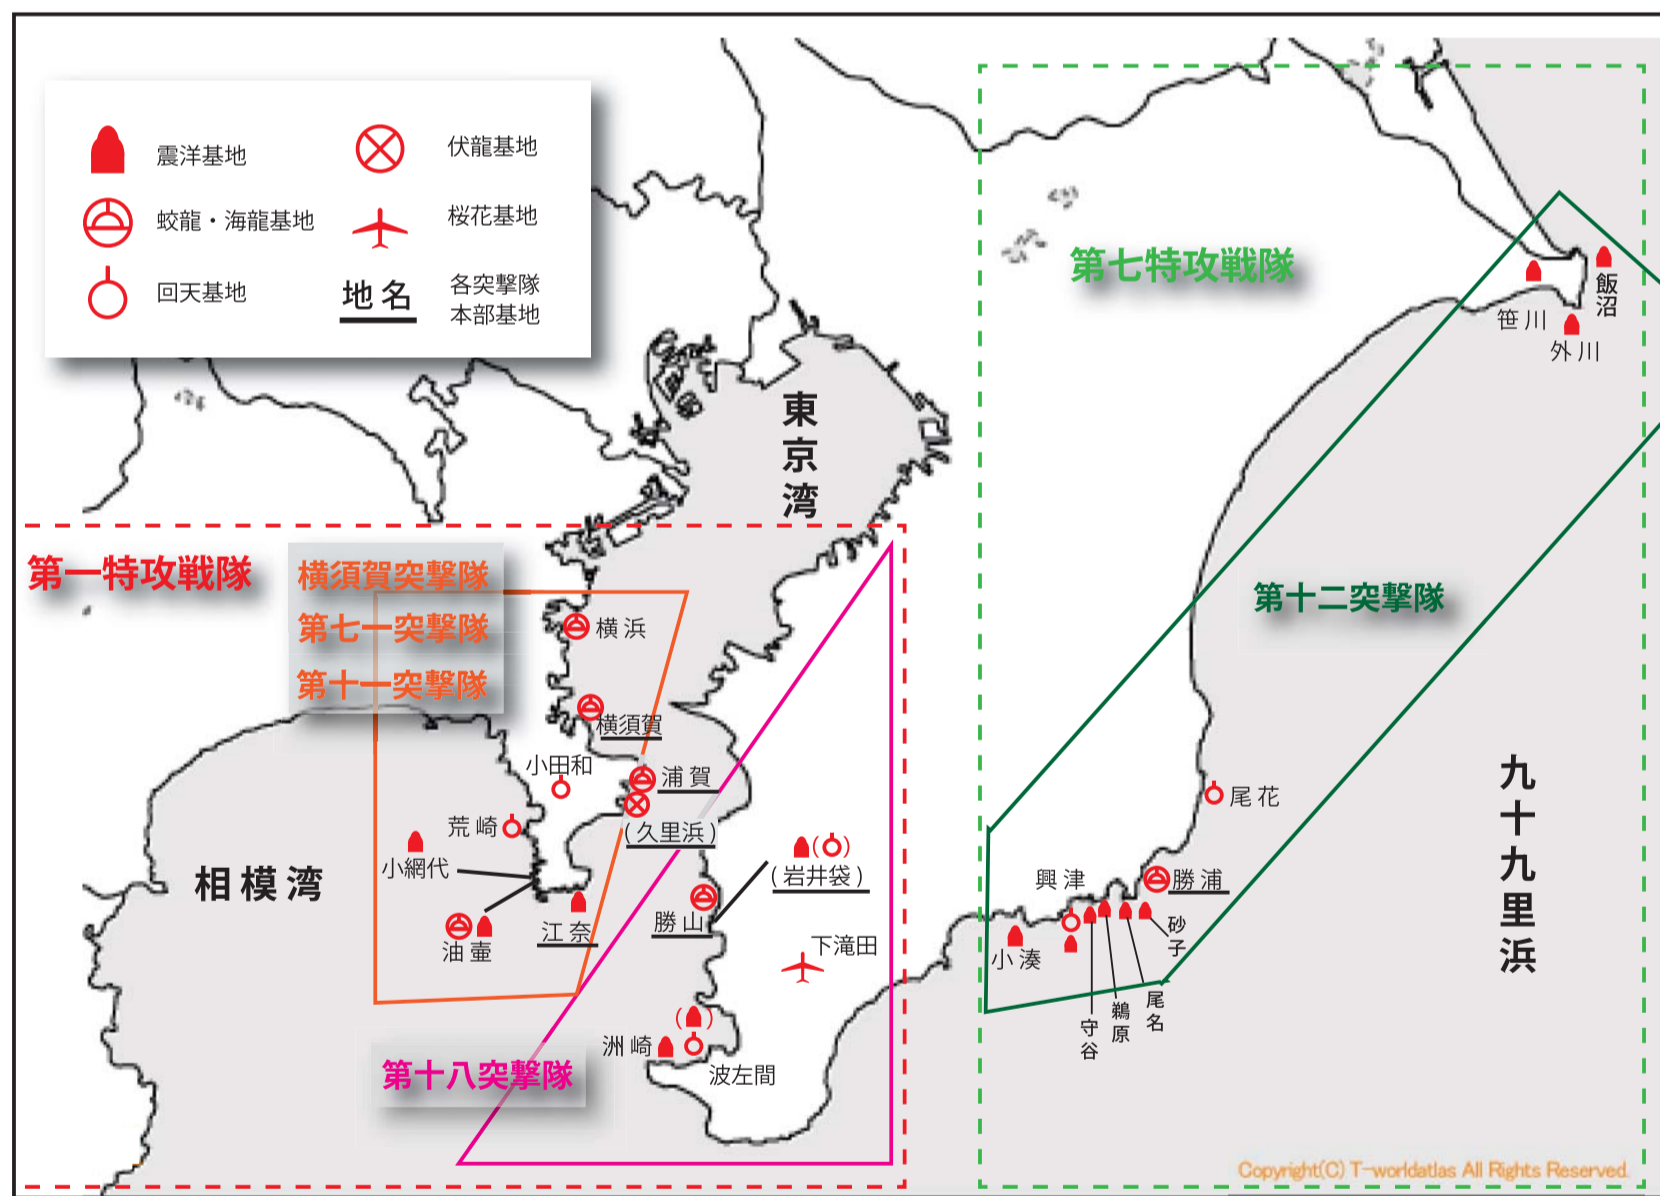 震洋基地
伏龍基地
蛟龍・海龍基地
桜花基地
回天基地
地名
各突撃隊
本部基地
東京湾
第七特攻戦隊
飯沼
笹川
外川
第一特攻戦隊
横須賀突撃隊
第七一突撃隊
第十一突撃隊
第十二突撃隊
横浜
横須賀
小田和
浦賀
(久里浜)
荒崎
小網代
相模湾
油壷
江奈
( )
(岩井袋)
勝山
下滝田
尾花
九十九里浜
興津
勝浦
小湊
砂子
守谷
鵜原
尾名
( )
洲崎
波左間
第十八突撃隊
Copyright(C) T-worldatlas All Rights Reserved.